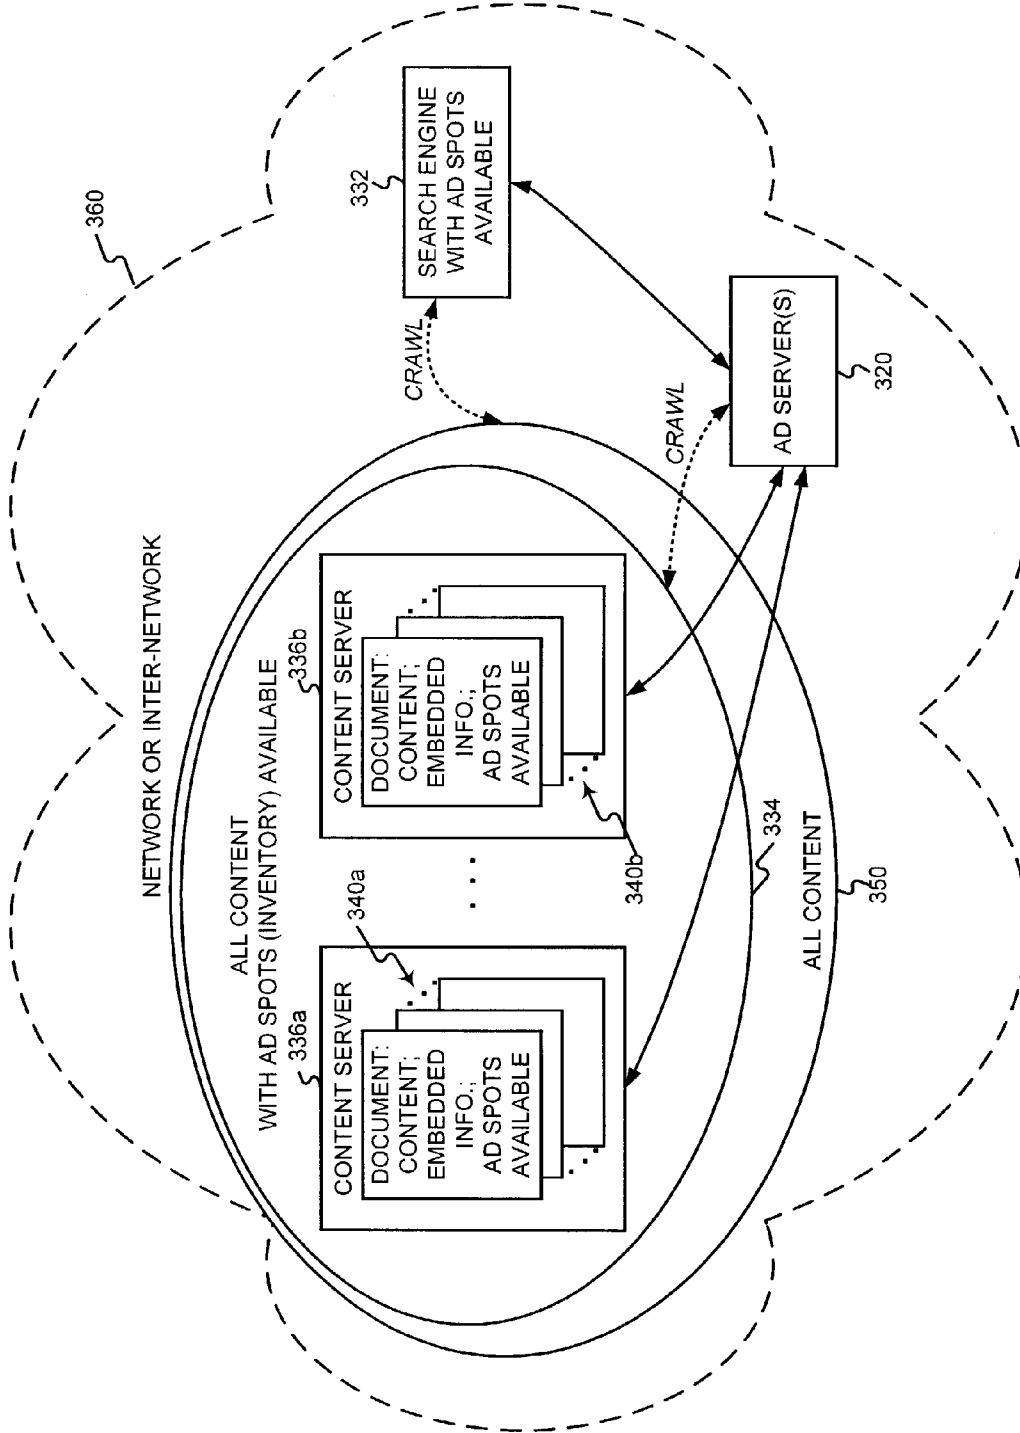 360
NETWORK OR INTER-NETWORK
ALL CONTENT
WITH AD SPOTS (INVENTORY) AVAILABLE
336a
CONTENT SERVER
DOCUMENT:
CONTENT;
EMBEDDED
INFO.;
AD SPOTS
AVAILABLE
340a
. . .
336b
CONTENT SERVER
DOCUMENT:
CONTENT;
EMBEDDED
INFO.;
AD SPOTS
AVAILABLE
340b
332
SEARCH ENGINE
WITH AD SPOTS
AVAILABLE
CRAWL
CRAWL
AD SERVER(S)
320
334
ALL CONTENT
350